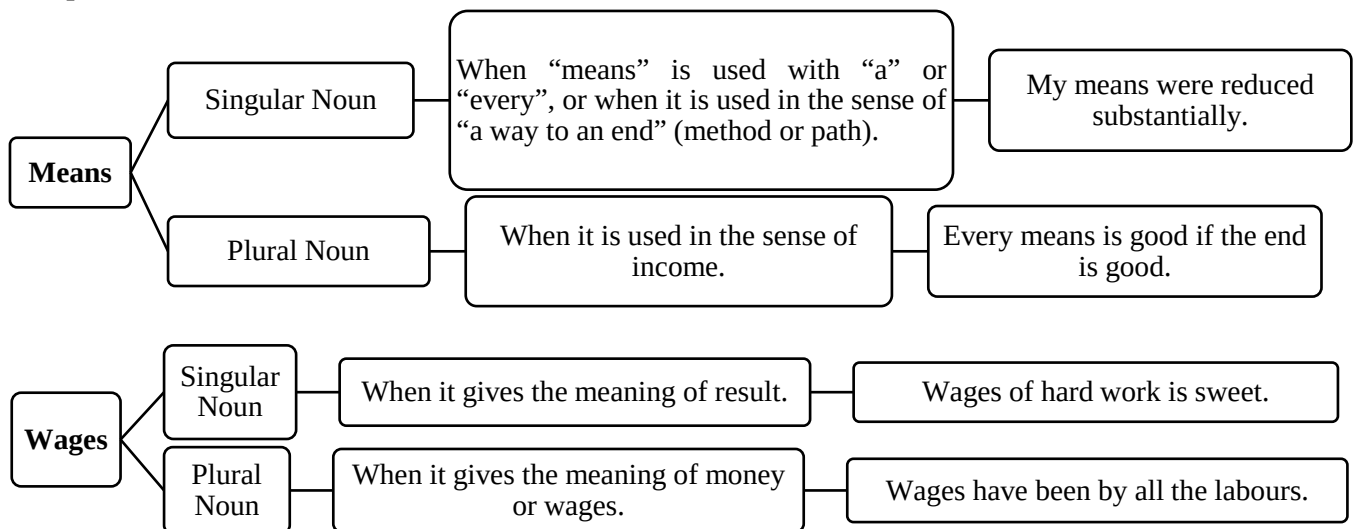 Means
Singular Noun
When “means” is used with “a” or
“every”, or when it is used in the sense of
“a way to an end” (method or path).
My means were reduced
substantially.
Plural Noun
When it is used in the sense of
income.
Every means is good if the end
is good.
Wages
Singular
Noun
When it gives the meaning of result.
Wages of hard work is sweet.
Plural
Noun
When it gives the meaning of money
or wages.
Wages have been by all the labours.